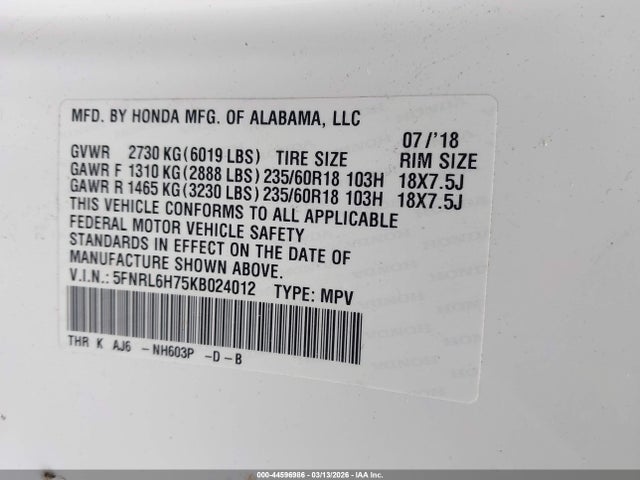 MFD. BY HONDA MFG. OF ALABAMA, LLC
07/'18
GVWR 2730 KG(6019 LBS) TIRE SIZE RIM SIZE
GAWR F 1310 KG(2888 LBS)235/60R18 103H 18X7.5J
GAWR R 1465 KG(3230 LBS)235/60R18 103H 18X7.5J
THIS VEHICLE CONFORMS TO ALL APPLICABLE
FEDERAL MOTOR VEHICLE SAFETY
STANDARDS IN EFFECT ON THE DATE OF
MANUFACTURE SHOWN ABOVE.
V.I.N.: 5FNRL6H75KB024012 TYPE: MPV
THR K AJ6 -NH603P -D-B
000-44596986 | 03/13/2026 | IAA Inc.